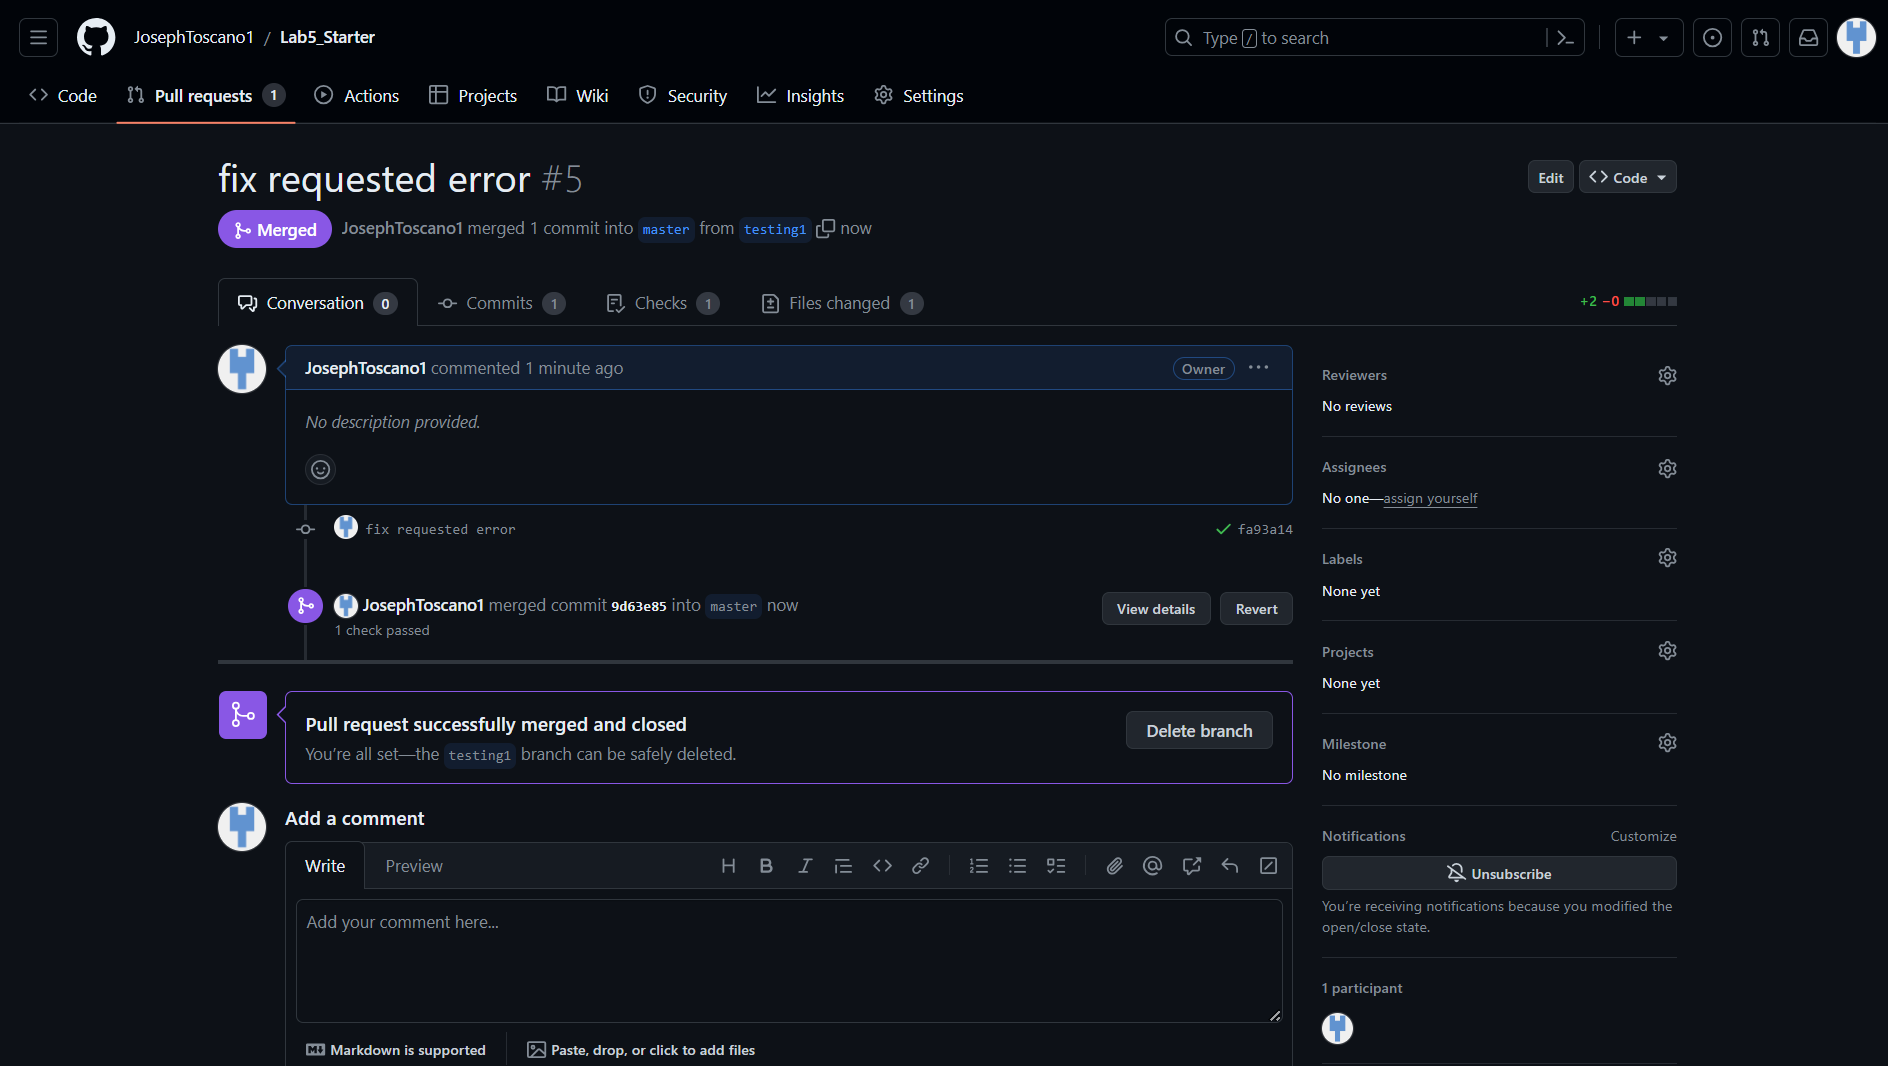 JosephToscano1 / Lab5_Starter
Type / to search
Code
Pull requests 1
Actions
Projects
Wiki
Security
Insights
Settings
fix requested error #5
Edit
Code
Merged
JosephToscano1 merged 1 commit into master from testing1 now
Conversation 0
Commits 1
Checks 1
Files changed 1
+2 −0
JosephToscano1 commented 1 minute ago
Owner
No description provided.
fix requested error
fa93a14
JosephToscano1 merged commit 9d63e85 into master now
1 check passed
View details
Revert
Pull request successfully merged and closed
You're all set—the testing1 branch can be safely deleted.
Delete branch
Add a comment
Write
Preview
Add your comment here...
Markdown is supported
Paste, drop, or click to add files
Reviewers
No reviews
Assignees
No one—assign yourself
Labels
None yet
Projects
None yet
Milestone
No milestone
Notifications
Customize
Unsubscribe
You're receiving notifications because you modified the
open/close state.
1 participant